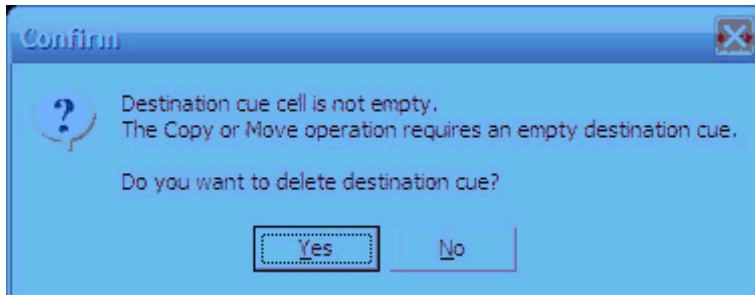 Confirm
Destination cue cell is not empty.
The Copy or Move operation requires an empty destination cue.
Do you want to delete destination cue?
Yes
No